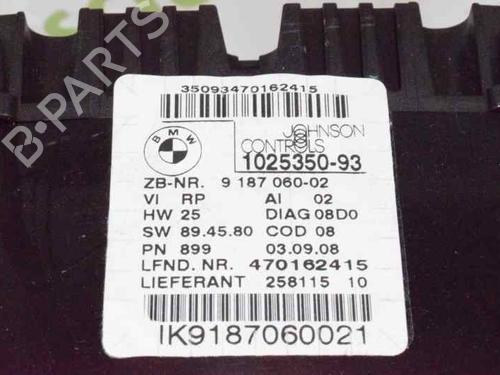 35093470162415
BMW
JOHNSON
CONTROLS
1025350-93
ZB-NR. 9 187 060-02
VI RP AI 02
HW 25 DIAG 08D0
SW 89.45.80 COD 08
PN 899 03.09.08
LFND. NR. 470162415
LIEFERANT 258115 10
IK9187060021